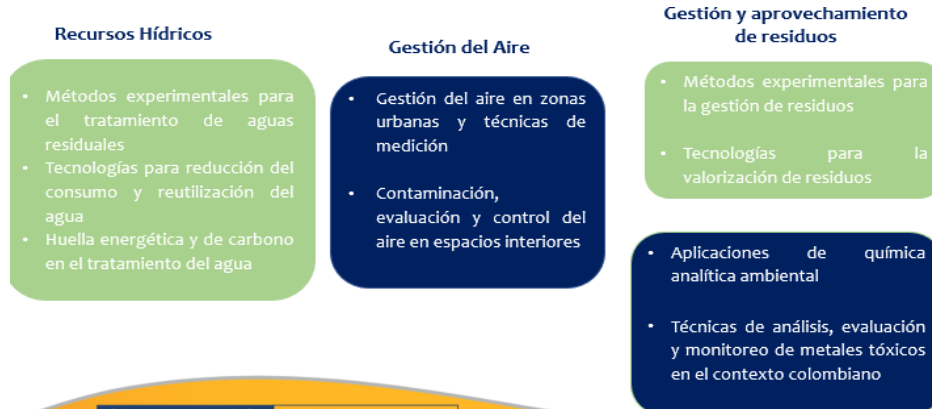 Recursos Hídricos
• Métodos experimentales para
el tratamiento de aguas
residuales
• Tecnologías para reducción del
consumo y reutilización del
agua
• Huella energética y de carbono
en el tratamiento del agua
Gestión del Aire
• Gestión del aire en zonas
urbanas y técnicas de
medición
• Contaminación,
evaluación y control del
aire en espacios interiores
Gestión y aprovechamiento
de residuos
• Métodos experimentales para
la gestión de residuos
• Tecnologías para la
valorización de residuos
• Aplicaciones de química
analítica ambiental
• Técnicas de análisis, evaluación
y monitoreo de metales tóxicos
en el contexto colombiano